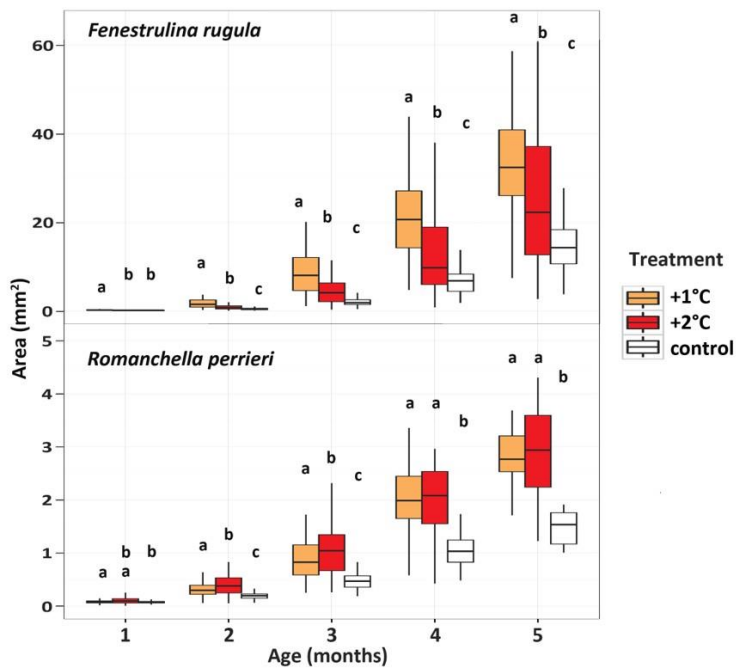 Fenestrulina rugula
a b c
a b c
a b c
a b c
a b b
60
40
20
0
Area (mm²)
Treatment
+1°C
+2°C
control
Romanchella perrieri
5
4
3
2
1
0
a a b
a a b
a b c
a b c
b b
a a
1 2 3 4 5
Age (months)